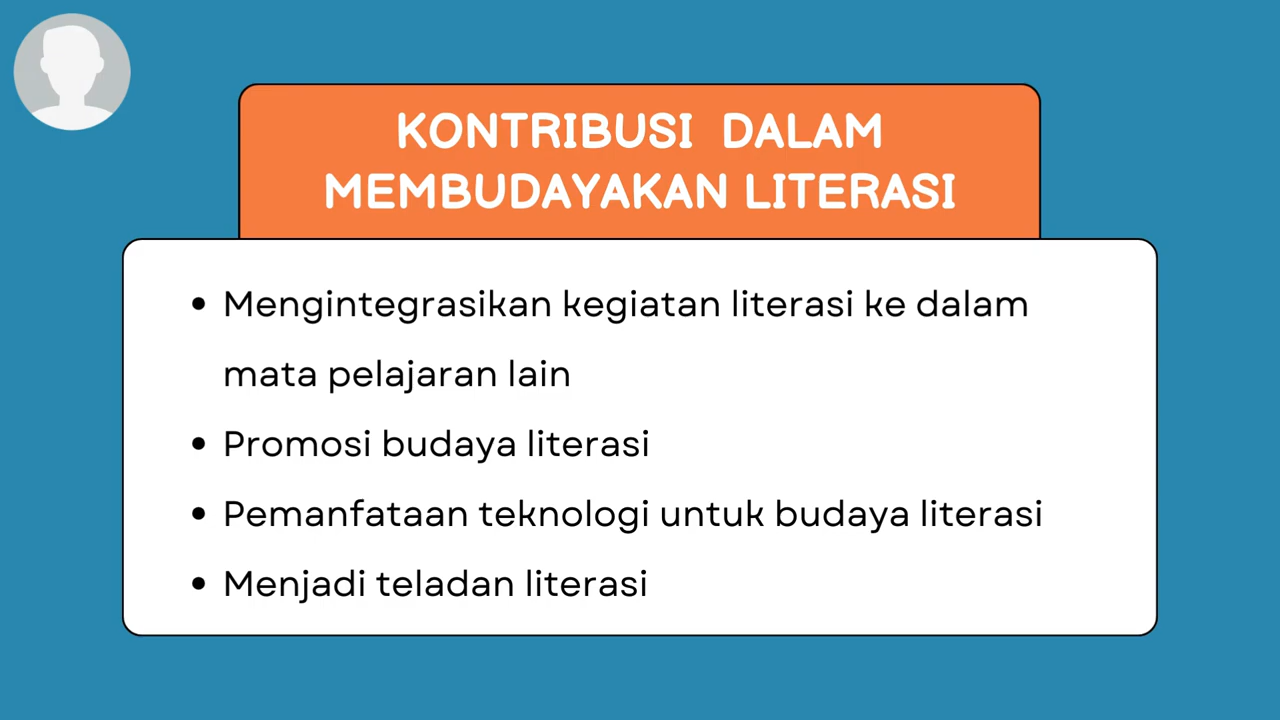 KONTRIBUSI DALAM
MEMBUDAYAKAN LITERASI
• Mengintegrasikan kegiatan literasi ke dalam
mata pelajaran lain
• Promosi budaya literasi
• Pemanfataan teknologi untuk budaya literasi
• Menjadi teladan literasi